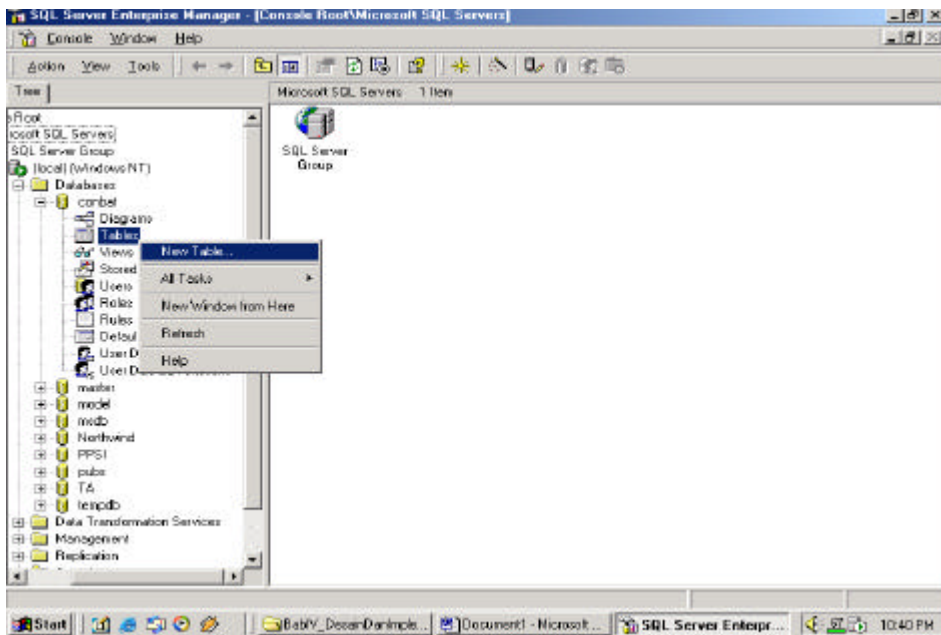 SQL Server Enterprise Manager - [Console Root\Microsoft SQL Servers]
Console Window Help
Action View Tools
Tree
Microsoft SQL Servers 1 Item
Root
rosoft SQL Servers
SQL Server Group
(local) (Windows NT)
Databases
Diagrams
Tables
Views
Stored
Users
Roles
Rules
Defaul
User D
User D
master
model
msdb
Northwind
PPSI
pubs
TA
tempdb
Data Transformation Services
Management
Replication
SQL Server
Group
New Table...
All Tasks
New Window from Here
Refresh
Help
Start
BabIV_DesainDanImple...
Document1 - Microsoft ...
SQL Server Enterpr...
10:40 PM